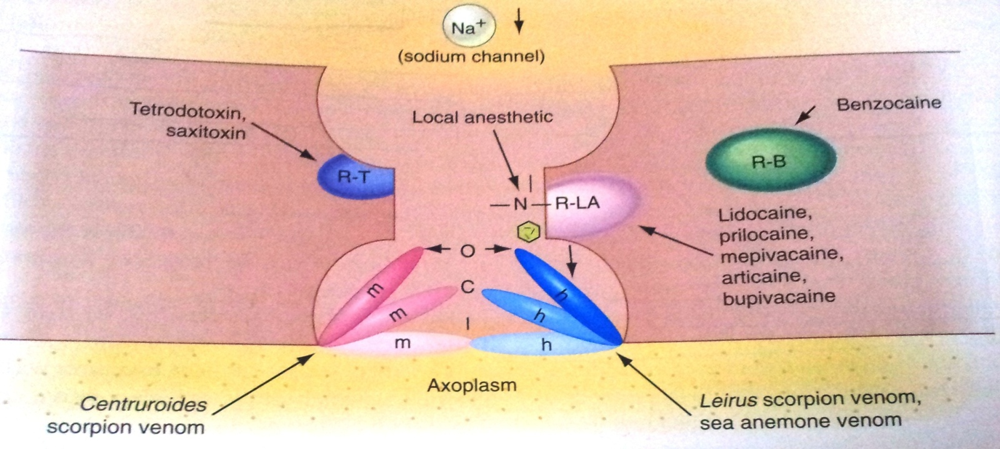 Na+
(sodium channel)
Tetrodotoxin,
saxitoxin
Local anesthetic
Benzocaine
R-T
R-B
N
R-LA
Lidocaine,
prilocaine,
mepivacaine,
articaine,
bupivacaine
O
C
I
m
m
m
h
h
h
Axoplasm
Centruroides
scorpion venom
Leirus scorpion venom,
sea anemone venom